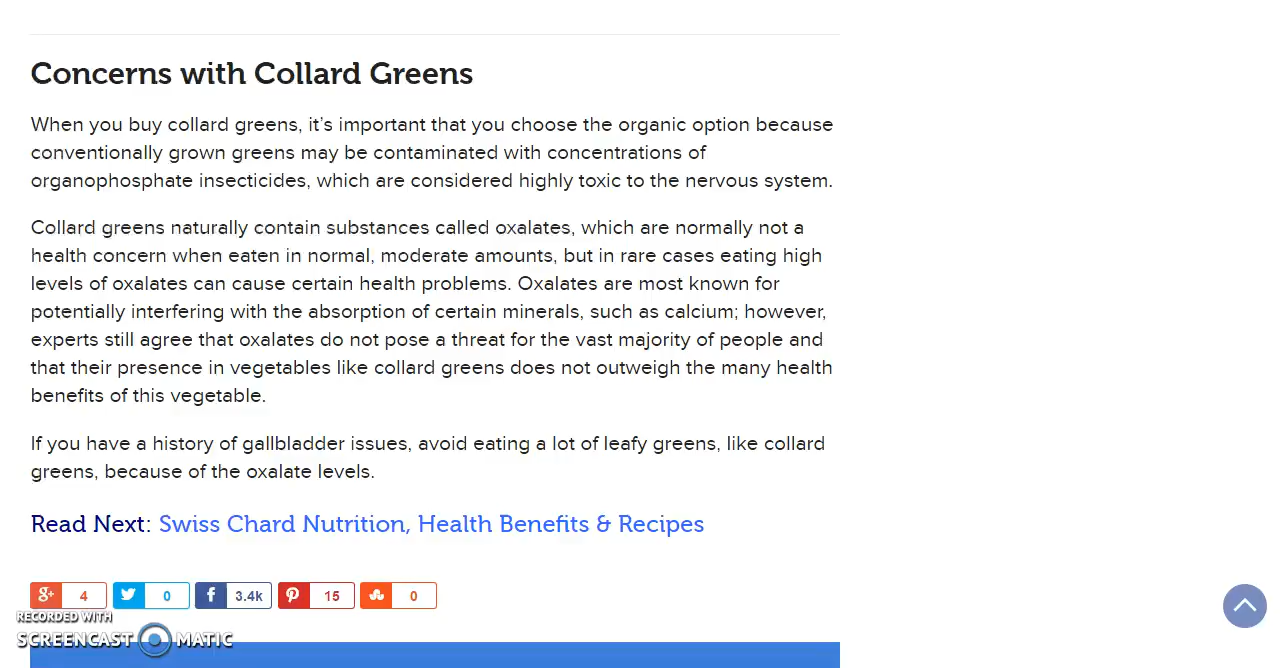 Concerns with Collard Greens
When you buy collard greens, it's important that you choose the organic option because
conventionally grown greens may be contaminated with concentrations of
organophosphate insecticides, which are considered highly toxic to the nervous system.
Collard greens naturally contain substances called oxalates, which are normally not a
health concern when eaten in normal, moderate amounts, but in rare cases eating high
levels of oxalates can cause certain health problems. Oxalates are most known for
potentially interfering with the absorption of certain minerals, such as calcium; however,
experts still agree that oxalates do not pose a threat for the vast majority of people and
that their presence in vegetables like collard greens does not outweigh the many health
benefits of this vegetable.
If you have a history of gallbladder issues, avoid eating a lot of leafy greens, like collard
greens, because of the oxalate levels.
Read Next: Swiss Chard Nutrition, Health Benefits & Recipes
g+ 4 0 f 3.4k 15 0
RECORDED WITH
SCREENCAST MATIC